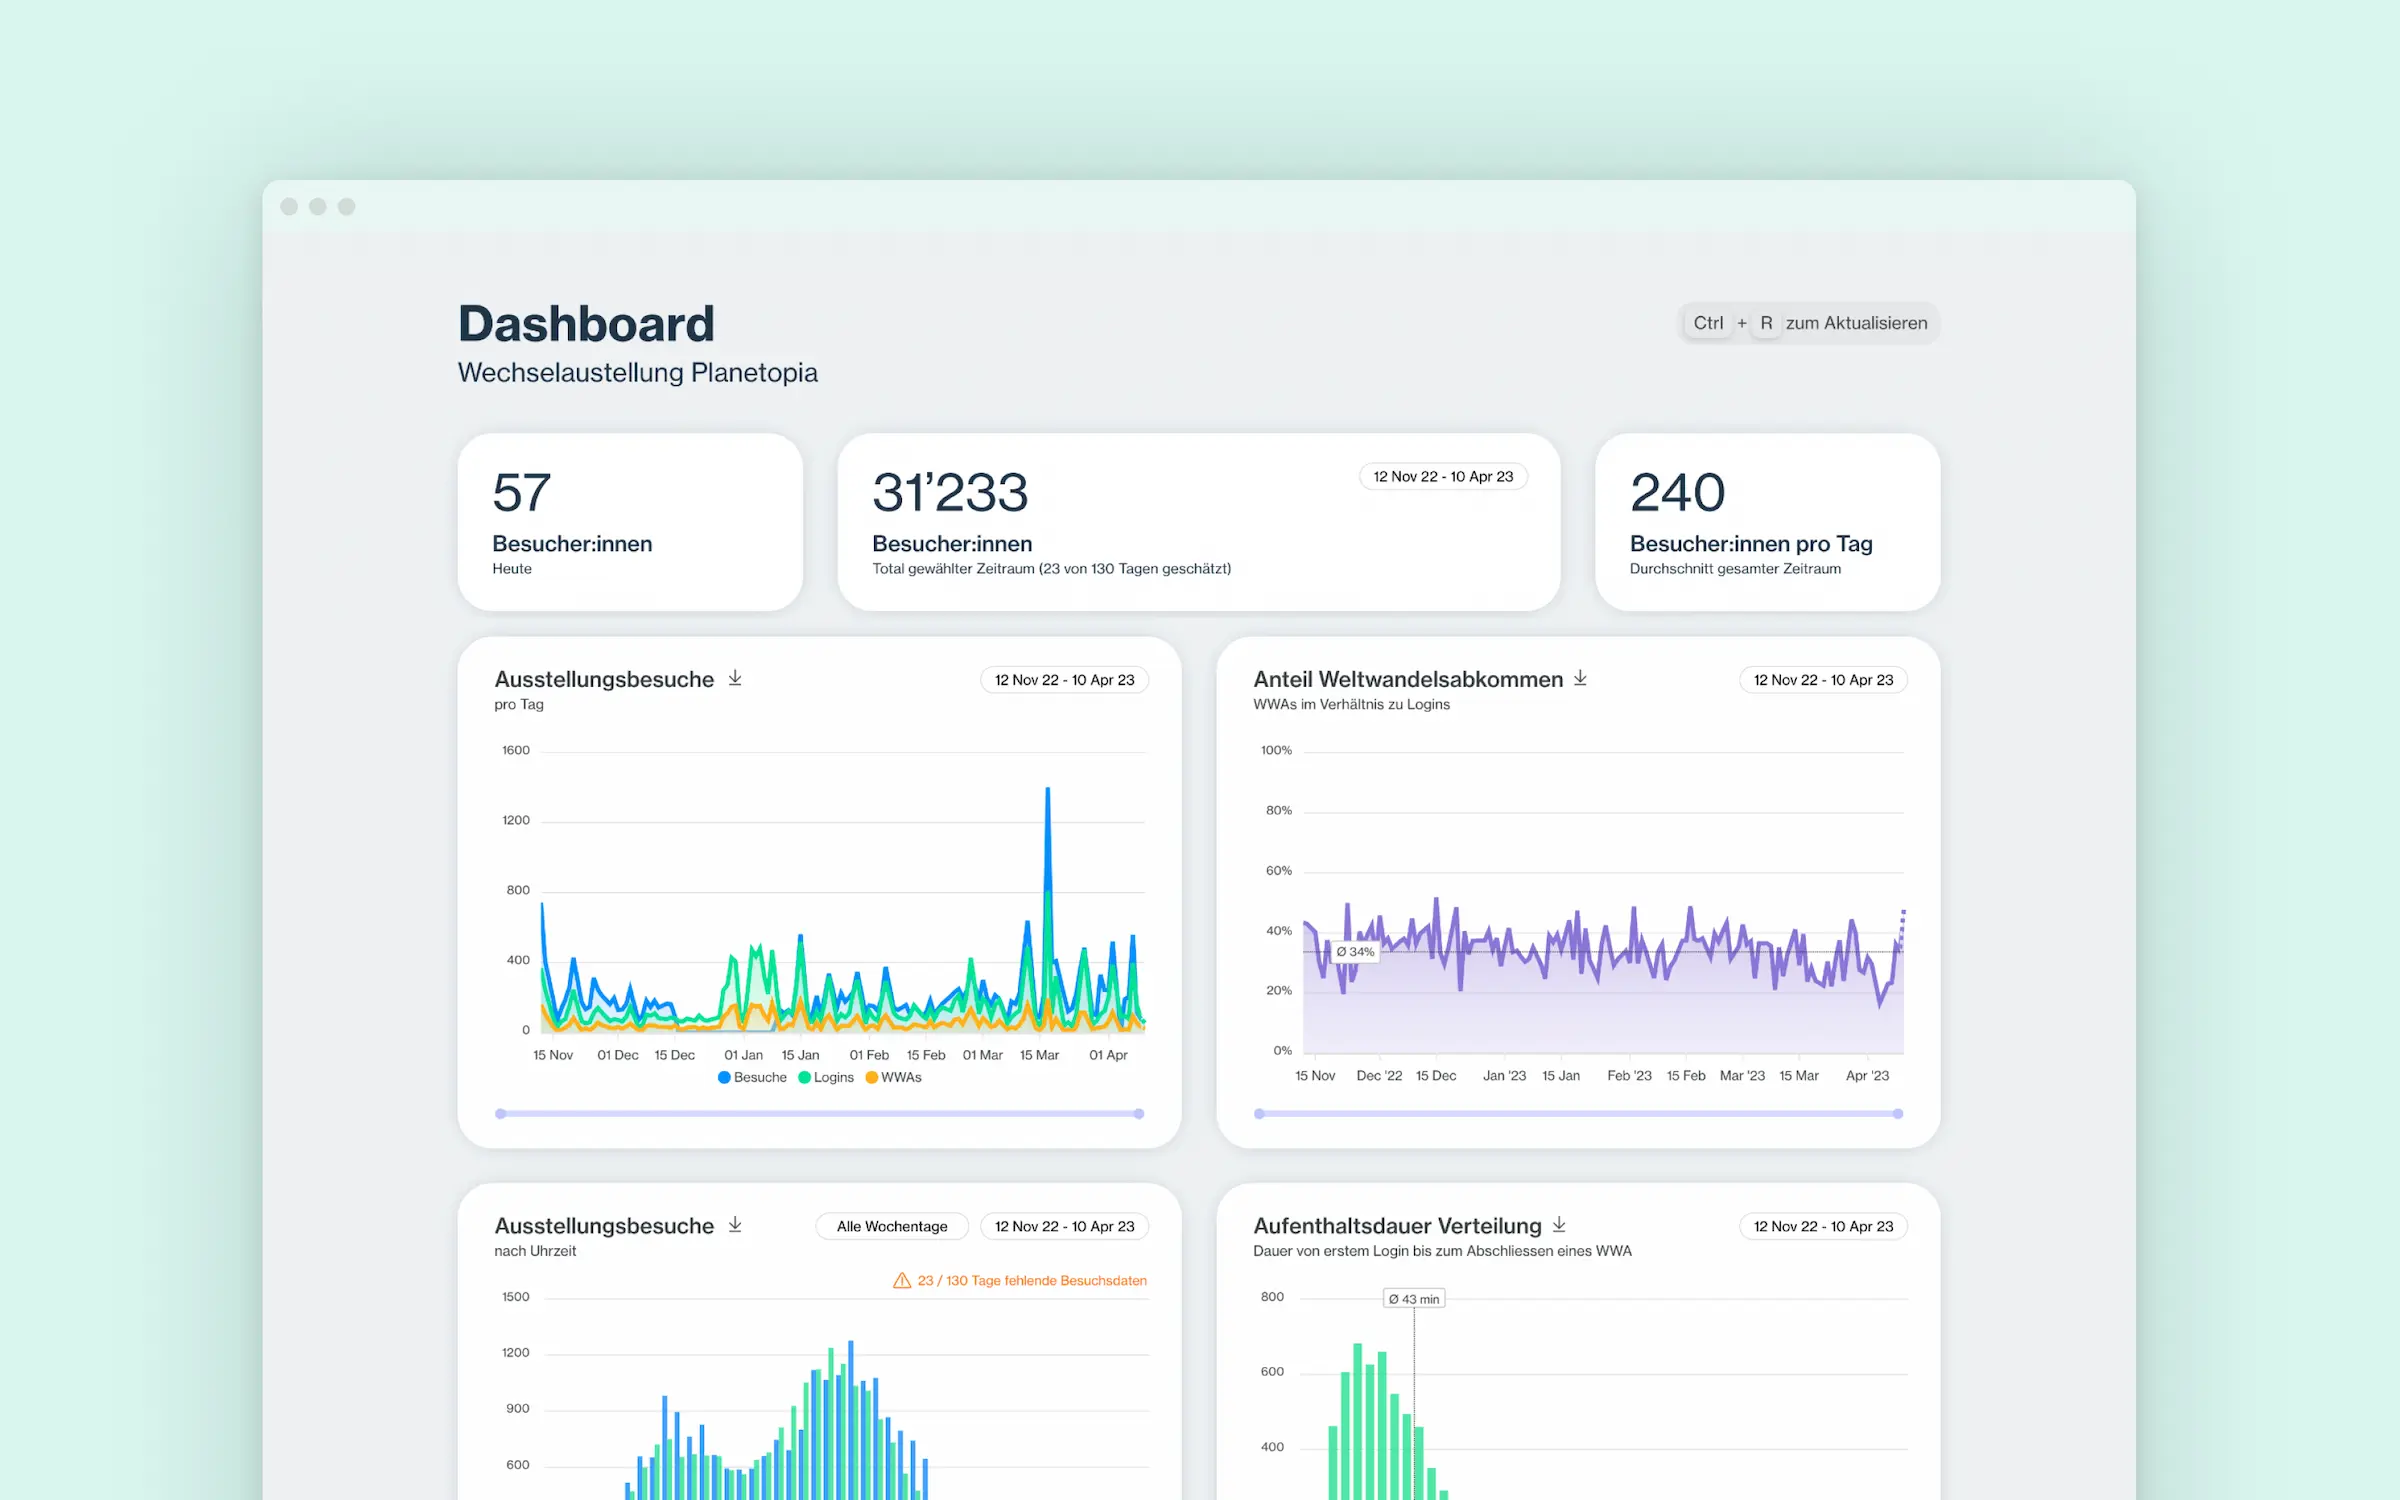 Dashboard
Ctrl + R zum Aktualisieren
Wechselaustellung Planetopia
57
Besucher:innen
Heute
31’233
12 Nov 22 - 10 Apr 23
Besucher:innen
Total gewählter Zeitraum (23 von 130 Tagen geschätzt)
240
Besucher:innen pro Tag
Durchschnitt gesamter Zeitraum
Ausstellungsbesuche
12 Nov 22 - 10 Apr 23
pro Tag
1600
1200
800
400
0
15 Nov 01 Dec 15 Dec 01 Jan 15 Jan 01 Feb 15 Feb 01 Mar 15 Mar 01 Apr
Besuche Logins WWAs
Anteil Weltwandelsabkommen
12 Nov 22 - 10 Apr 23
WWAs im Verhältnis zu Logins
100%
80%
60%
40%
Ø 34%
20%
0%
15 Nov Dec '22 15 Dec Jan '23 15 Jan Feb '23 15 Feb Mar '23 15 Mar Apr '23
Ausstellungsbesuche
Alle Wochentage
12 Nov 22 - 10 Apr 23
nach Uhrzeit
23 / 130 Tage fehlende Besuchsdaten
1500
1200
900
600
Aufenthaltsdauer Verteilung
12 Nov 22 - 10 Apr 23
Dauer von erstem Login bis zum Abschliessen eines WWA
800
Ø 43 min
600
400